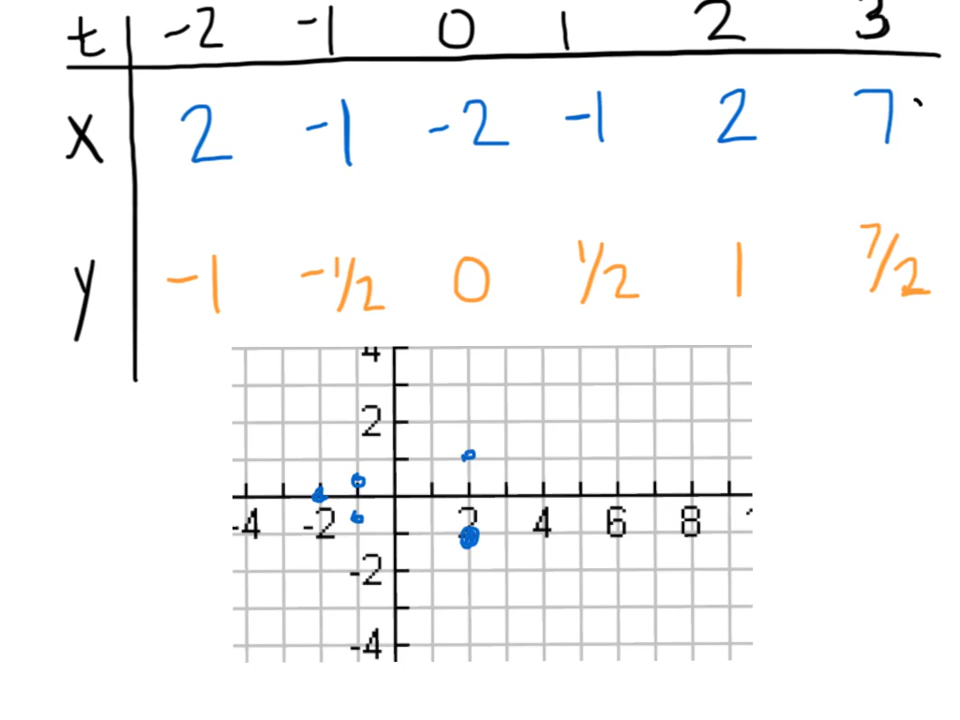 t -2 -1 0 1 2 3
x 2 -1 -2 -1 2 7
y -1 -1/2 0 1/2 1 7/2
4
2
-4 -2 2 4 6 8
-2
-4